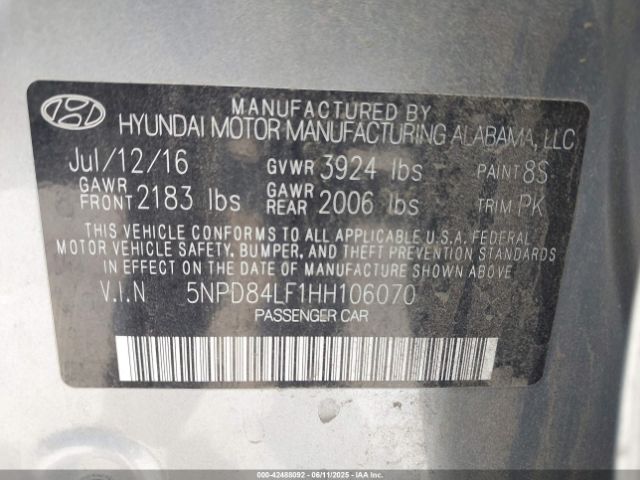 MANUFACTURED BY
HYUNDAI MOTOR MANUFACTURING ALABAMA, LLC
Jul/12/16 GVWR 3924 lbs PAINT 8S
GAWR FRONT 2183 lbs GAWR REAR 2006 lbs TRIM PK
THIS VEHICLE CONFORMS TO ALL APPLICABLE U.S.A. FEDERAL
MOTOR VEHICLE SAFETY, BUMPER, AND THEFT PREVENTION STANDARDS
IN EFFECT ON THE DATE OF MANUFACTURE SHOWN ABOVE.
V.I.N 5NPD84LF1HH106070
PASSENGER CAR
000-42488092 - 06/11/2025 - IAAI.COM